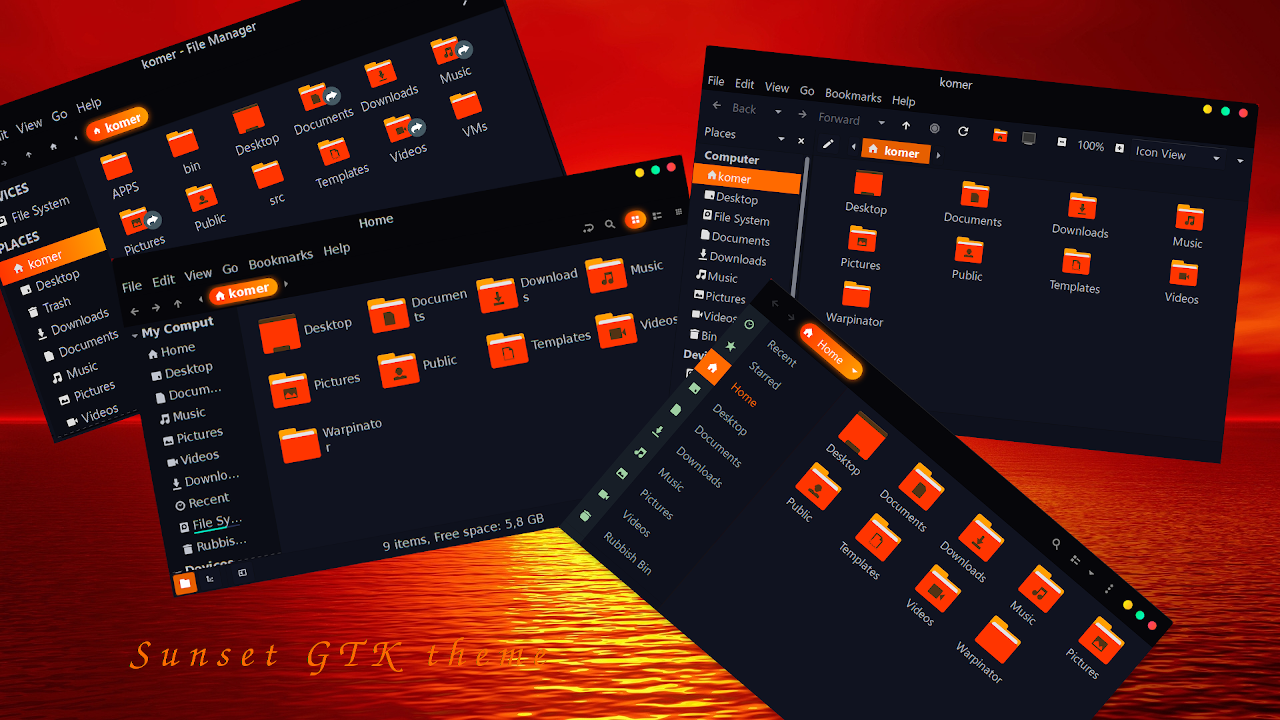 komer - File Manager
View Go Help
komer
File System
PLACES
komer
Desktop
Trash
Downloads
Documents
Music
Pictures
Videos
APPS
bin
Desktop
Documents
Downloads
Music
Pictures
Public
src
Templates
Videos
VMs
Home
File Edit View Go Bookmarks Help
komer
My Comput
Home
Desktop
Docum...
Music
Pictures
Videos
Downlo...
Recent
File Sy...
Rubbis...
Devices
Desktop
Documen
ts
Download
s
Music
Pictures
Public
Templates
Videos
Warpinato
r
9 items, Free space: 5,8 GB
komer
File Edit View Go Bookmarks Help
Back Forward 100% Icon View
Places
komer
Computer
komer
Desktop
File System
Documents
Downloads
Music
Pictures
Videos
Bin
Desktop
Documents
Downloads
Music
Pictures
Public
Templates
Videos
Warpinator
Home
Recent
Starred
Home
Desktop
Documents
Downloads
Music
Pictures
Videos
Rubbish Bin
Desktop
Documents
Downloads
Music
Pictures
Public
Templates
Videos
Warpinator
Sunset GTK theme